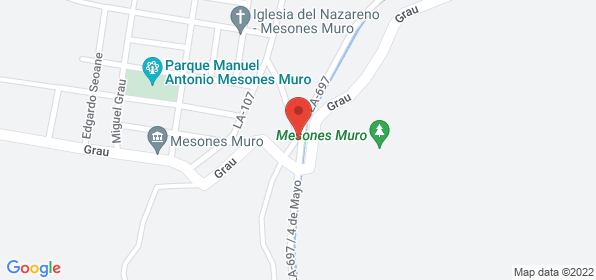 Iglesia del Nazareno
- Mesones Muro
Grau
Parque Manuel
Antonio Mesones Muro
Edgardo Seoane
Miguel Grau
LA-107
LA-697
Grau
Mesones Muro
Mesones Muro
Grau
Grau
LA-697 / 4 de Mayo
Google
Map data ©2022